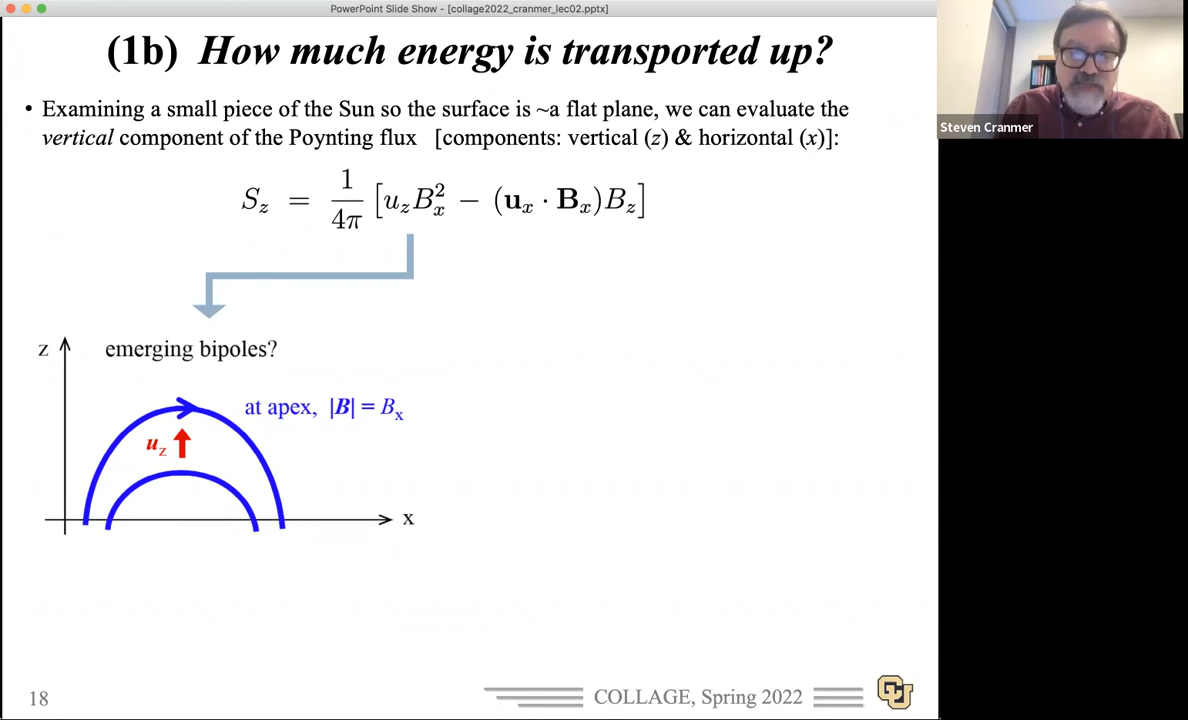 PowerPoint Slide Show - [collage2022_cranmer_lec02.pptx]
(1b) How much energy is transported up?
• Examining a small piece of the Sun so the surface is ~a flat plane, we can evaluate the
vertical component of the Poynting flux [components: vertical (z) & horizontal (x)]:
S_z = 1/4π [u_z B_x^2 − (u_x · B_x)B_z]
z
emerging bipoles?
at apex, |B| = B_x
u_z
x
18
COLLAGE, Spring 2022
CU
Steven Cranmer